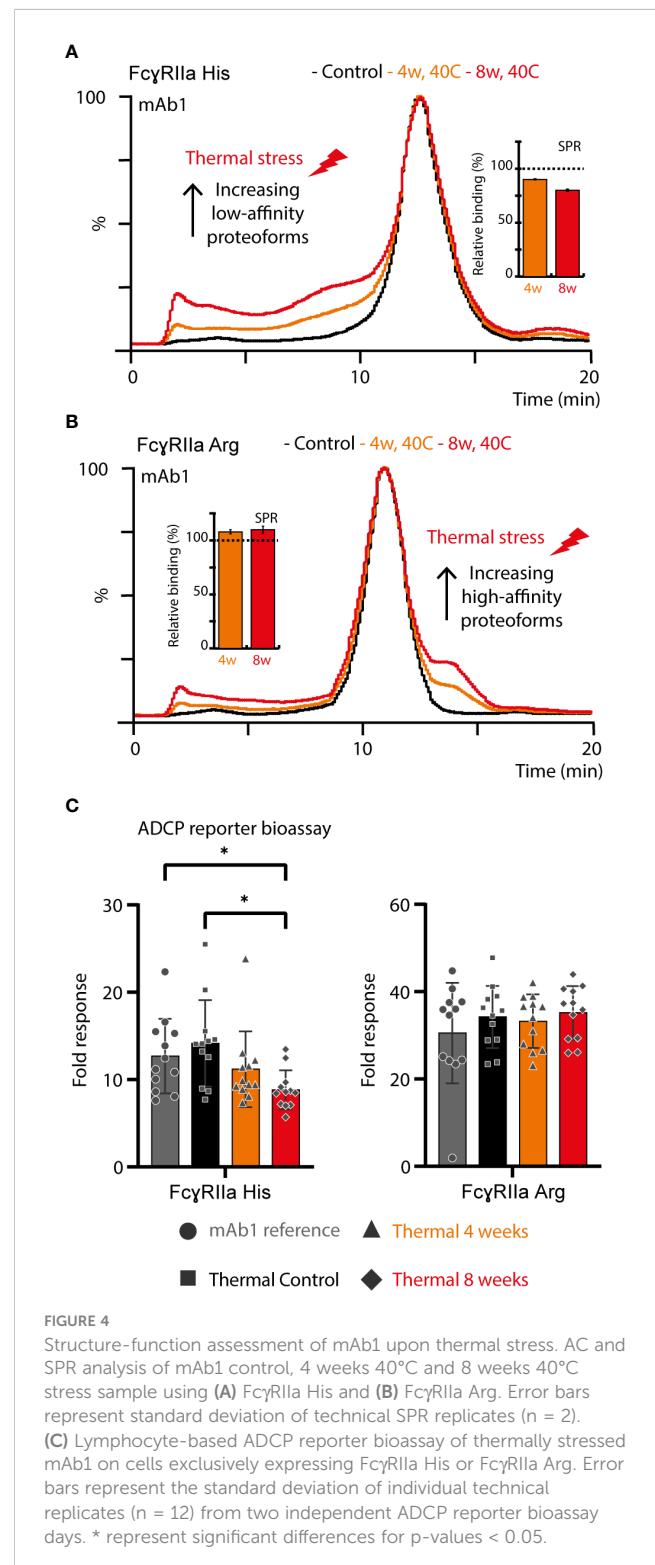 A
FcγRIIa His
- Control - 4w, 40C - 8w, 40C
100
mAb1
Thermal stress
Increasing
low-affinity
proteoforms
%
SPR
Relative binding (%)
100
75
50
0
4w
8w
0
10
20
Time (min)
B
FcγRIIa Arg
- Control - 4w, 40C - 8w, 40C
100
mAb1
SPR
Relative binding (%)
100
50
50
0
4w
8w
Thermal stress
Increasing
high-affinity
proteoforms
%
0
10
20
Time (min)
C
ADCP reporter bioassay
*
*
30
20
10
0
Fold response
FcγRIIa His
60
40
20
0
Fold response
FcγRIIa Arg
mAb1 reference
Thermal 4 weeks
Thermal Control
Thermal 8 weeks
FIGURE 4
Structure-function assessment of mAb1 upon thermal stress. AC and
SPR analysis of mAb1 control, 4 weeks 40°C and 8 weeks 40°C
stress sample using (A) FcγRIIa His and (B) FcγRIIa Arg. Error bars
represent standard deviation of technical SPR replicates (n = 2).
(C) Lymphocyte-based ADCP reporter bioassay of thermally stressed
mAb1 on cells exclusively expressing FcγRIIa His or FcγRIIa Arg. Error
bars represent the standard deviation of individual technical
replicates (n = 12) from two independent ADCP reporter bioassay
days. * represent significant differences for p-values < 0.05.